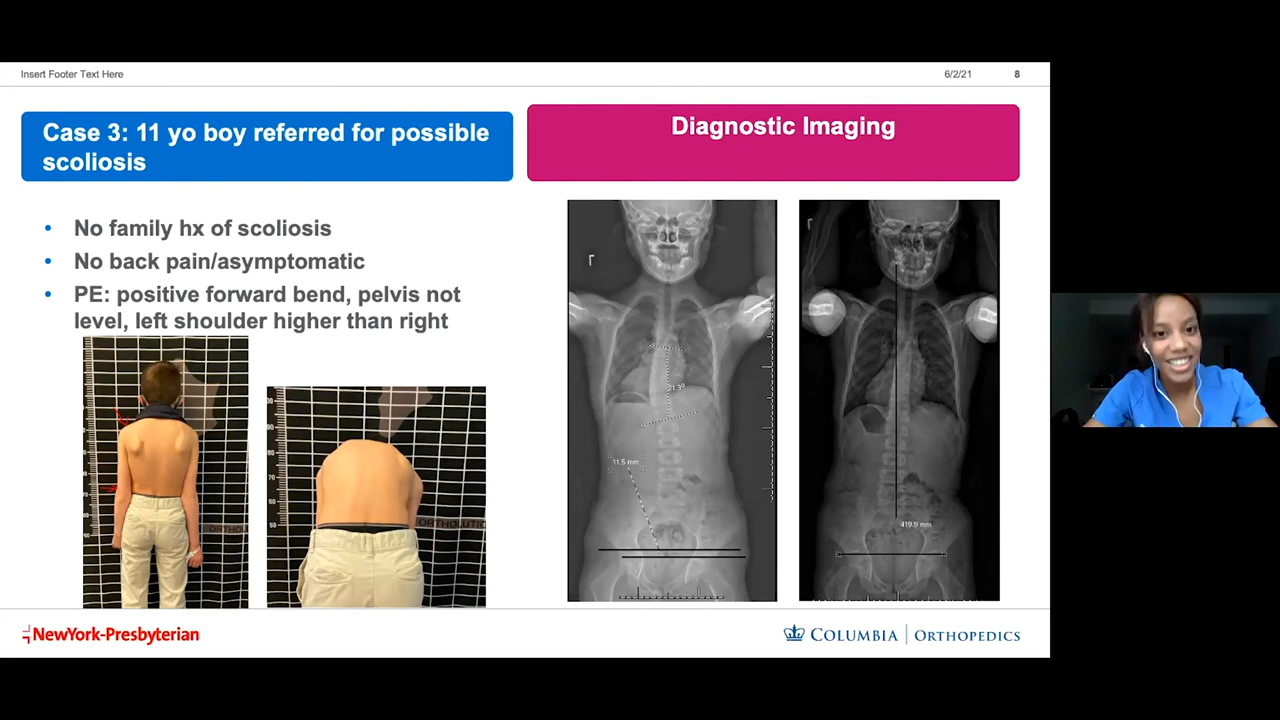 Insert Footer Text Here
6/2/21
8
Case 3: 11 yo boy referred for possible
scoliosis
Diagnostic Imaging
• No family hx of scoliosis
• No back pain/asymptomatic
• PE: positive forward bend, pelvis not
level, left shoulder higher than right
21.3°
11.5 mm
419.9 mm
NewYork-Presbyterian
COLUMBIA | ORTHOPEDICS